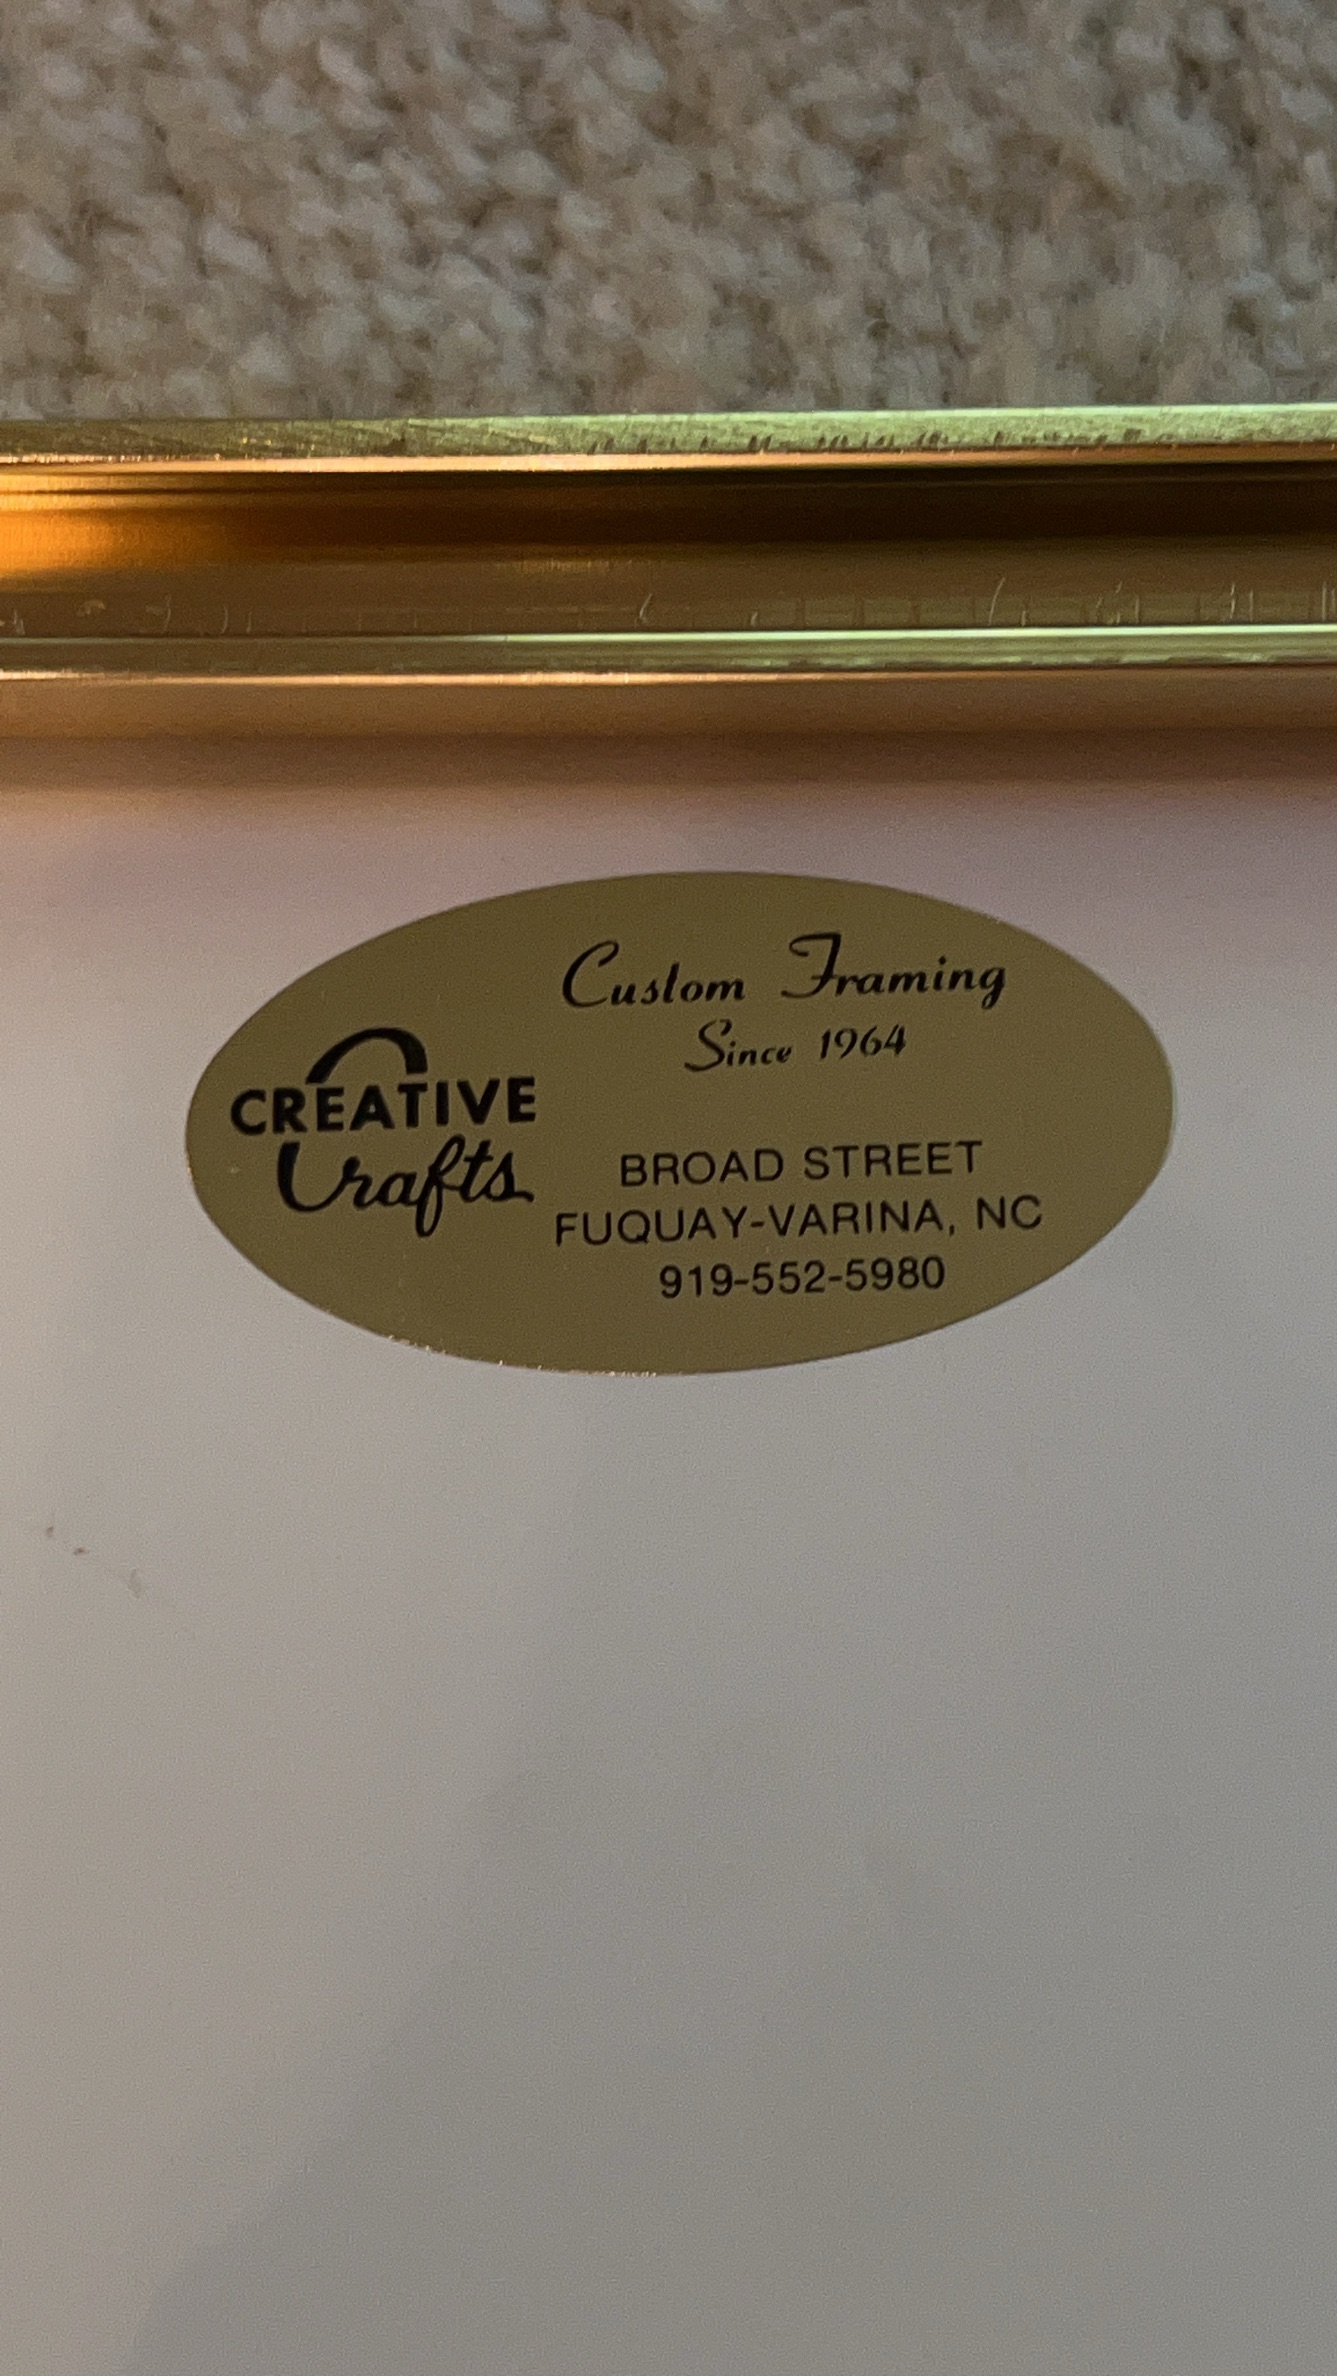 Custom Framing
Since 1964
CREATIVE
Crafts
BROAD STREET
FUQUAY-VARINA, NC
919-552-5980